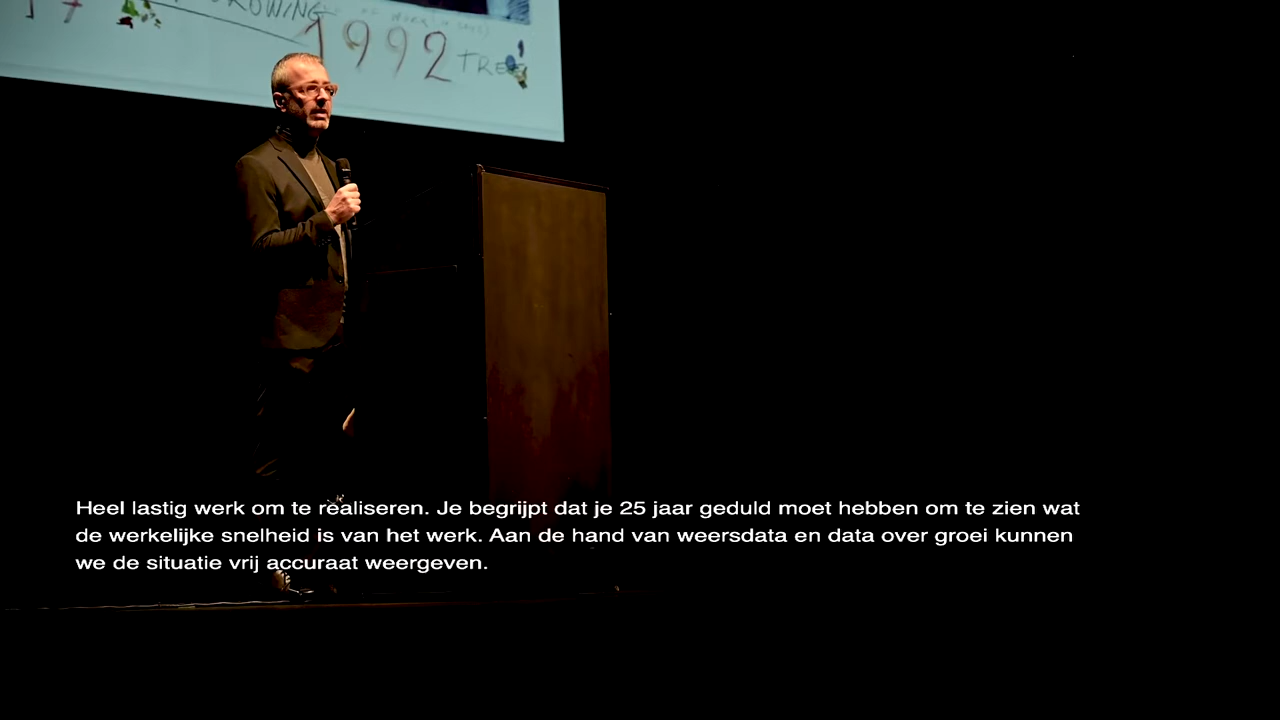 GROWING
1992 TREE
Heel lastig werk om te realiseren. Je begrijpt dat je 25 jaar geduld moet hebben om te zien wat
de werkelijke snelheid is van het werk. Aan de hand van weersdata en data over groei kunnen
we de situatie vrij accuraat weergeven.